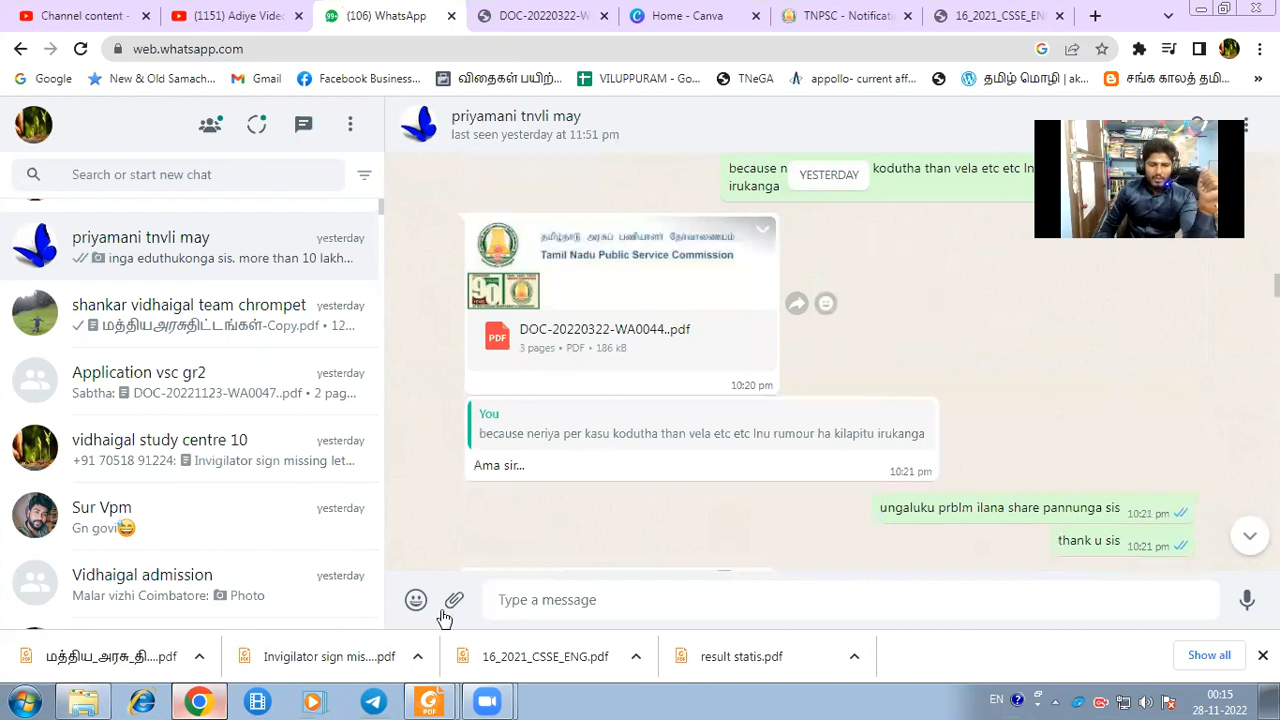 Channel content -
(1151) Adiye Video
(106) WhatsApp
DOC-20220322-W
Home - Canva
TNPSC - Notificati
16_2021_CSSE_EN
web.whatsapp.com
Google
New & Old Samach...
Gmail
Facebook Business...
விதைகள் பயிற்...
VILUPPURAM - Go...
TNeGA
appollo- current aff...
தமிழ் மொழி | ak...
சங்க காலத் தமி...
priyamani tnvli may
last seen yesterday at 11:51 pm
Search or start new chat
because n
kodutha than vela etc etc lnu
irukanga
YESTERDAY
priyamani tnvli may
yesterday
inga eduthukonga sis. more than 10 lakh...
shankar vidhaigal team chrompet
yesterday
மத்தியஅரசுதிட்டங்கள்-Copy.pdf • 12...
Application vsc gr2
yesterday
Sabtha: DOC-20221123-WA0047..pdf • 2 pag...
vidhaigal study centre 10
yesterday
+91 70518 91224: Invigilator sign missing let...
Sur Vpm
yesterday
Gn govi
Vidhaigal admission
yesterday
Malar vizhi Coimbatore: Photo
தமிழ்நாடு அரசுப் பணியாளர் தேர்வாணையம்
Tamil Nadu Public Service Commission
90
PDF
DOC-20220322-WA0044..pdf
3 pages • PDF • 186 kB
10:20 pm
You
because neriya per kasu kodutha than vela etc etc lnu rumour ha kilapitu irukanga
Ama sir...
10:21 pm
ungaluku prblm ilana share pannunga sis
10:21 pm
thank u sis
10:21 pm
Type a message
மத்திய_அரசு_தி....pdf
Invigilator sign mis....pdf
16_2021_CSSE_ENG.pdf
result statis.pdf
Show all
PDF
EN
00:15
28-11-2022